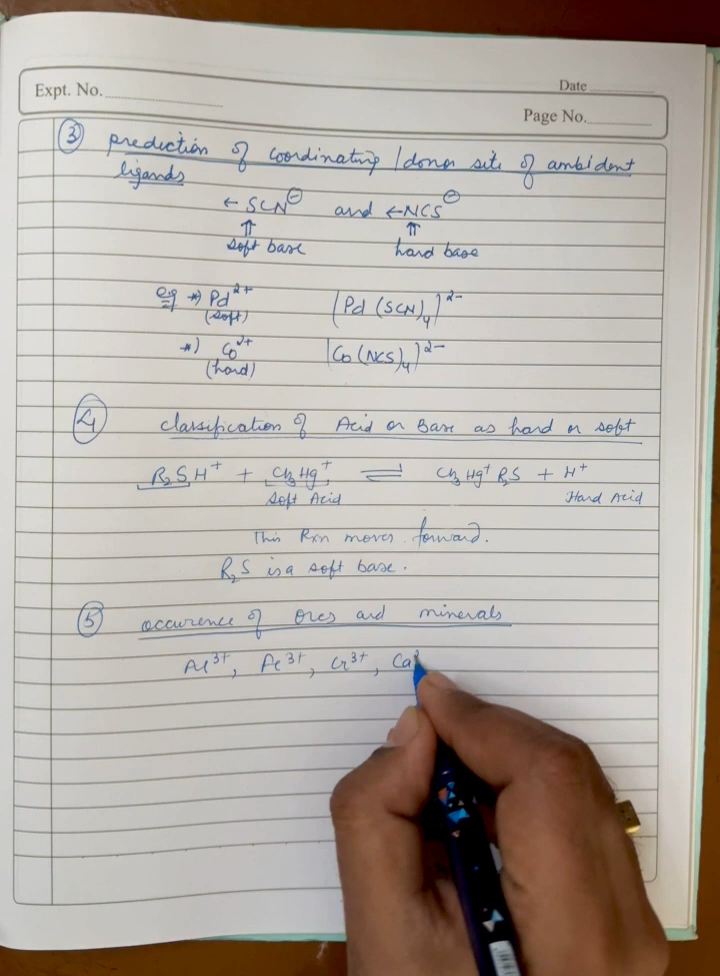 Expt. No.
Date
Page No.
③ prediction of coordinating / donor site of ambident
ligands
← SCN⊖ and ← NCS⊖
⇑ ⇑
soft base hard base
eg → *) Pd²⁺ [Pd (SCN)₄]²⁻
(soft)
*) Co²⁺ [Co (NCS)₄]²⁻
(hard)
④ classification of Acid or Base as hard or soft
R₂SH⁺ + CH₃Hg⁺ ⇌ CH₃Hg⁺R₂S + H⁺
Soft Acid Hard Acid
This Rxn moves forward.
R₂S is a soft base.
⑤ occurence of ores and minerals
Al³⁺, Fe³⁺, Cr³⁺, Ca²